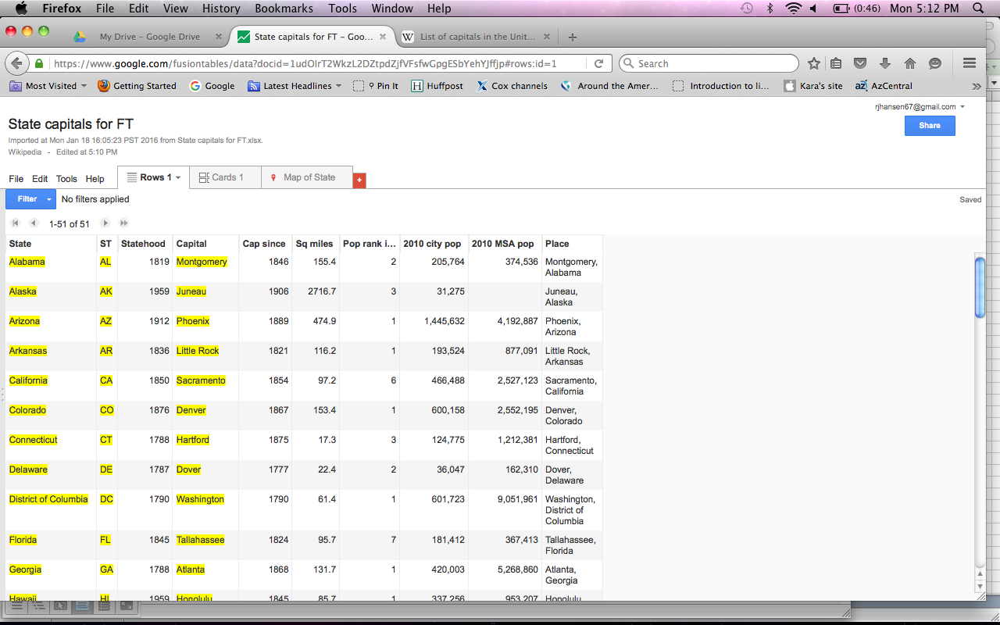 Firefox File Edit View History Bookmarks Tools Window Help (0:46) Mon 5:12 PM
My Drive – Google Drive State capitals for FT – Goo... W List of capitals in the Unit...
https://www.google.com/fusiontables/data?docid=1udOIrT2WkzL2DZtpdZjfVFsfwGpgESbYehYJffjp#rows:id=1 Search
Most Visited Getting Started Google Latest Headlines Pin It Huffpost Cox channels Around the Amer... Introduction to li... Kara's site AzCentral
rjhansen67@gmail.com
State capitals for FT
Share
Imported at Mon Jan 18 16:05:23 PST 2016 from State capitals for FT.xlsx.
Wikipedia - Edited at 5:10 PM
File Edit Tools Help Rows 1 Cards 1 Map of State +
Filter No filters applied Saved
1-51 of 51
State ST Statehood Capital Cap since Sq miles Pop rank i... 2010 city pop 2010 MSA pop Place
Alabama AL 1819 Montgomery 1846 155.4 2 205,764 374,536 Montgomery,
Alabama
Alaska AK 1959 Juneau 1906 2716.7 3 31,275 Juneau,
Alaska
Arizona AZ 1912 Phoenix 1889 474.9 1 1,445,632 4,192,887 Phoenix,
Arizona
Arkansas AR 1836 Little Rock 1821 116.2 1 193,524 877,091 Little Rock,
Arkansas
California CA 1850 Sacramento 1854 97.2 6 466,488 2,527,123 Sacramento,
California
Colorado CO 1876 Denver 1867 153.4 1 600,158 2,552,195 Denver,
Colorado
Connecticut CT 1788 Hartford 1875 17.3 3 124,775 1,212,381 Hartford,
Connecticut
Delaware DE 1787 Dover 1777 22.4 2 36,047 162,310 Dover,
Delaware
District of Columbia DC 1790 Washington 1790 61.4 1 601,723 9,051,961 Washington,
District of
Columbia
Florida FL 1845 Tallahassee 1824 95.7 7 181,412 367,413 Tallahassee,
Florida
Georgia GA 1788 Atlanta 1868 131.7 1 420,003 5,268,860 Atlanta,
Georgia
Hawaii HI 1959 Honolulu 1845 85.7 1 337,256 953,207 Honolulu,